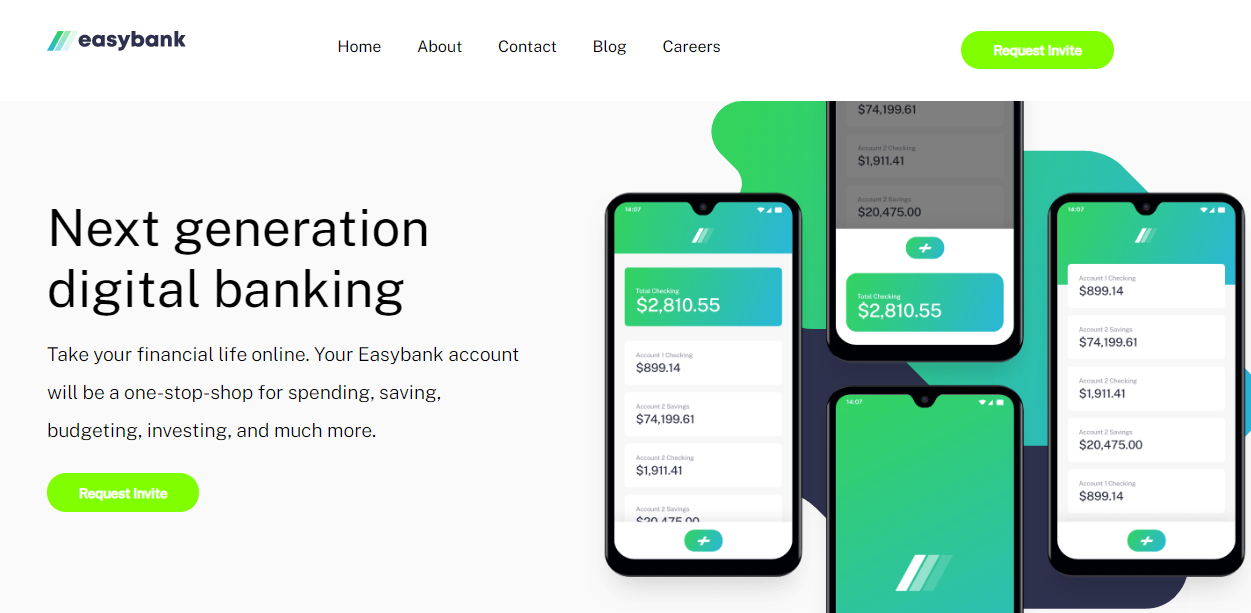 easybank
Home
About
Contact
Blog
Careers
Request Invite
Next generation
digital banking
Take your financial life online. Your Easybank account
will be a one-stop-shop for spending, saving,
budgeting, investing, and much more.
Request Invite
14:07
Total Checking
$2,810.55
Account 1 Checking
$899.14
Account 2 Savings
$74,199.61
Account 2 Checking
$1,911.41
Account 2 Savings
$20,475.00
$74,199.61
Account 2 Checking
$1,911.41
Account 2 Savings
$20,475.00
Total Checking
$2,810.55
14:07
14:07
Account 1 Checking
$899.14
Account 2 Savings
$74,199.61
Account 2 Checking
$1,911.41
Account 2 Savings
$20,475.00
Account 1 Checking
$899.14